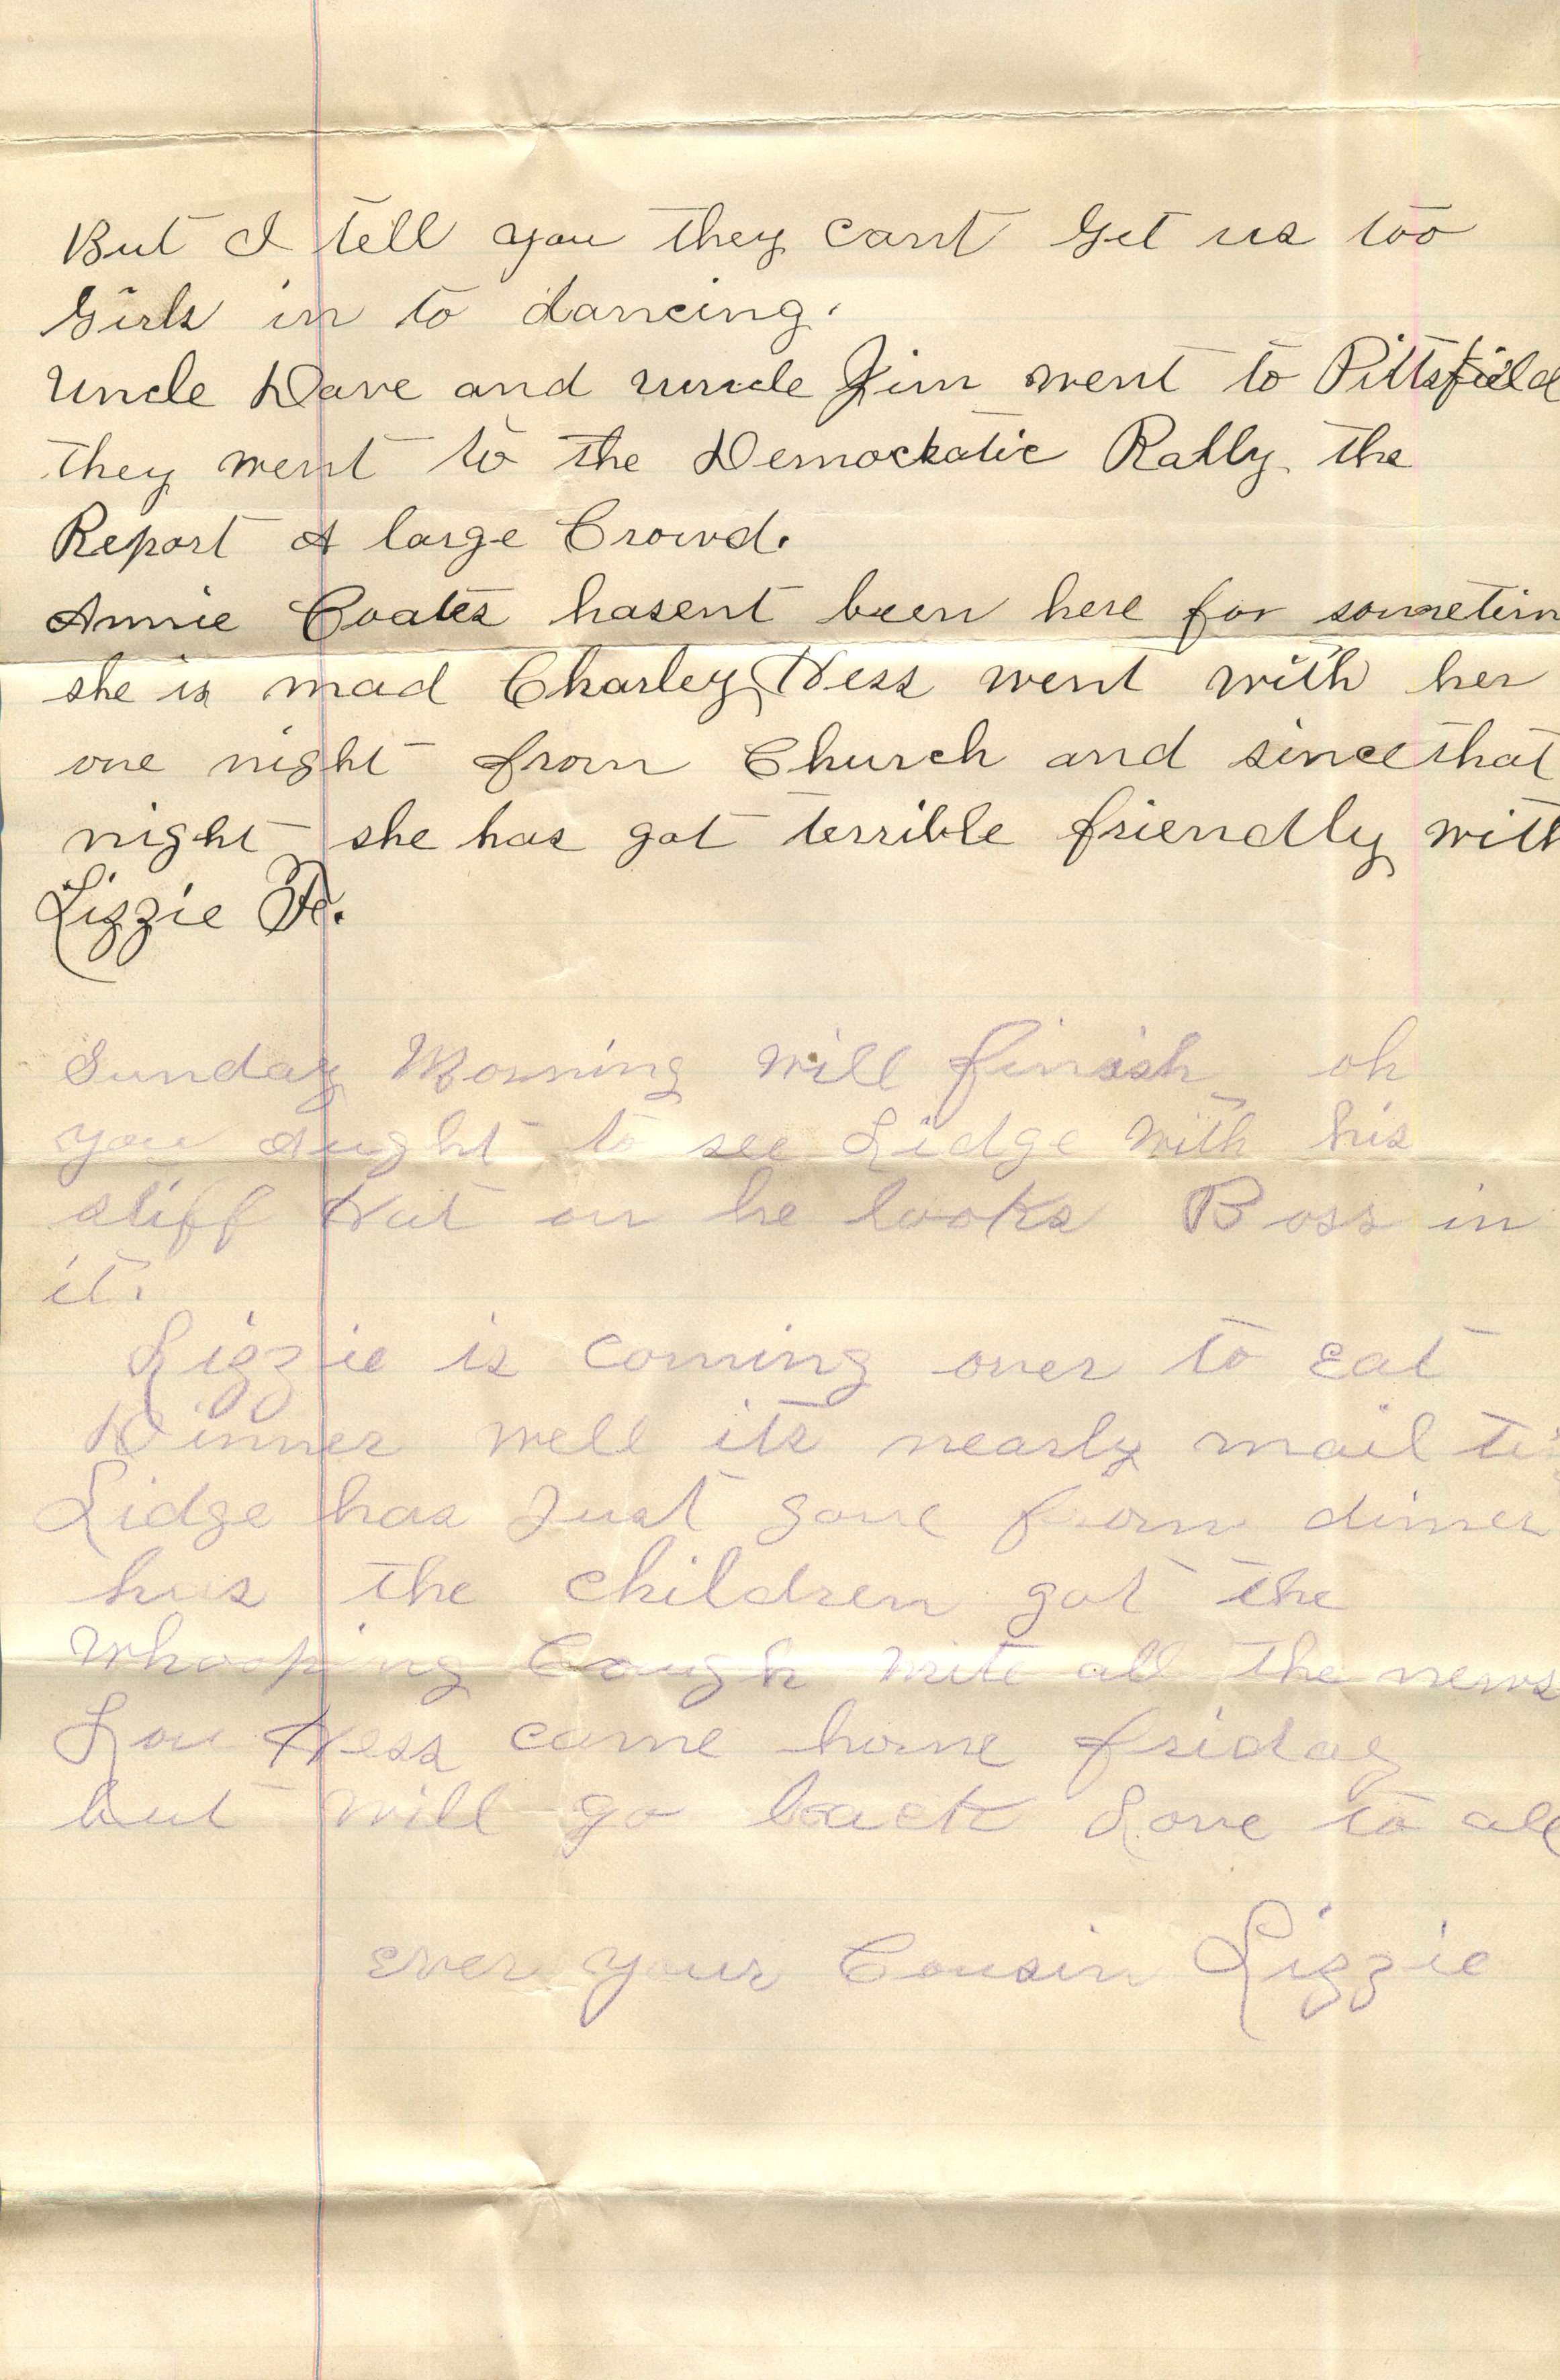 But I tell you they cant Get us too
Girls in to dancing.
Uncle Dave and uncle Jim went to Pittsfield
they went to the Demockatic Rally the
Report A large Crowd.
Annie Coates hasent been here for sometim
she is mad Charley Hess went with her
one night from Church and since that
night she has got terrible friendly with
Lizzie
Sunday Morning will finish oh
you aught to see Lidge with his
stiff Hat on he looks Boss in
it.
Lizzie is coming over to eat
Dinner well its nearly mail ti
Lidge has Just gone from dinner
has the children got the
Whooping Cough write all the news
Lou Hess came home friday
but will go back Love to all
ever your Cousin Lizzie